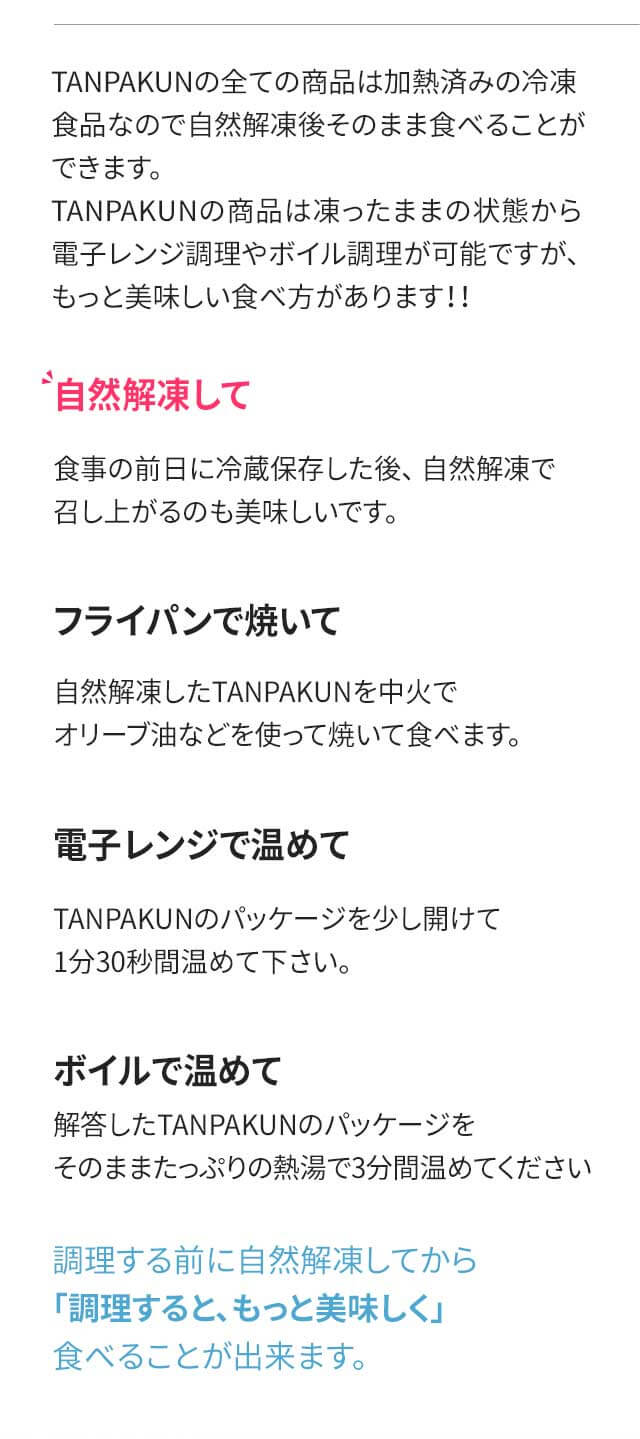 TANPAKUNの全ての商品は加熱済みの冷凍
食品なので自然解凍後そのまま食べることが
できます。
TANPAKUNの商品は凍ったままの状態から
電子レンジ調理やボイル調理が可能ですが、
もっと美味しい食べ方があります！！
自然解凍して
食事の前日に冷蔵保存した後、自然解凍で
召し上がるのも美味しいです。
フライパンで焼いて
自然解凍したTANPAKUNを中火で
オリーブ油などを使って焼いて食べます。
電子レンジで温めて
TANPAKUNのパッケージを少し開けて
1分30秒間温めて下さい。
ボイルで温めて
解答したTANPAKUNのパッケージを
そのままたっぷりの熱湯で3分間温めてください
調理する前に自然解凍してから
「調理すると、もっと美味しく」
食べることが出来ます。